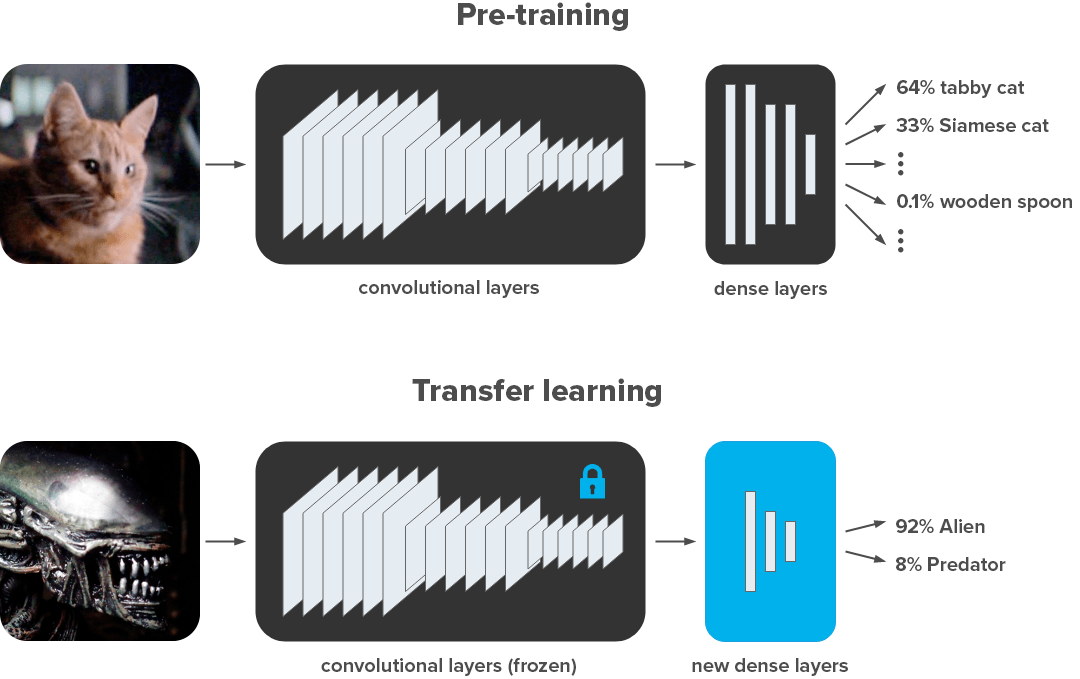 Pre-training
64% tabby cat
33% Siamese cat
0.1% wooden spoon
convolutional layers
dense layers
Transfer learning
92% Alien
8% Predator
convolutional layers (frozen)
new dense layers